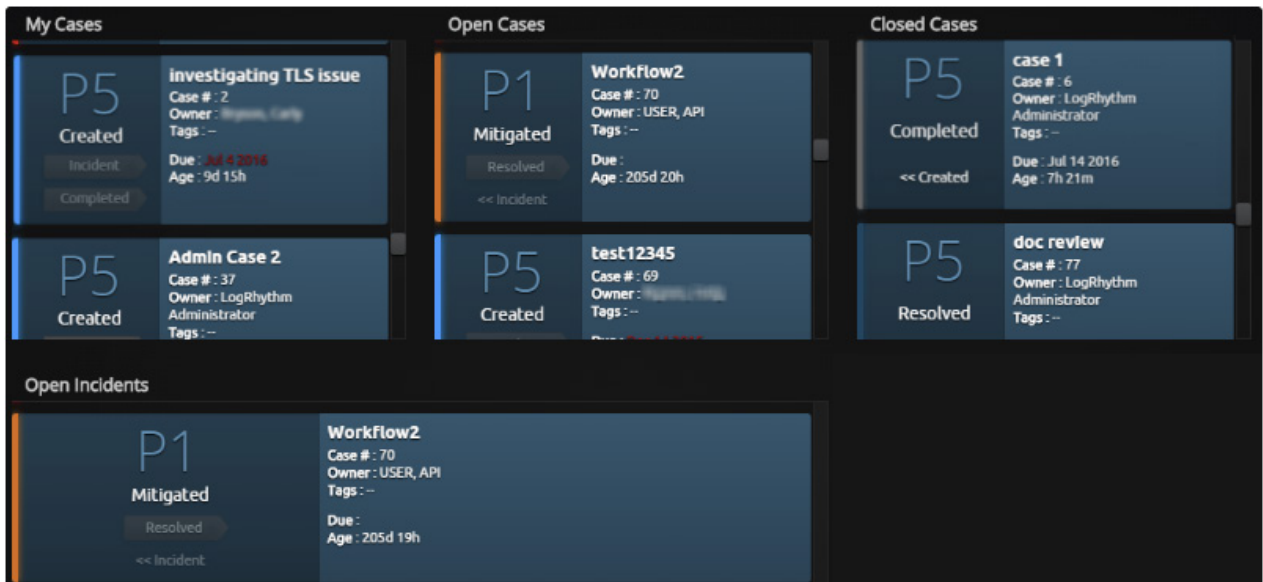 My Cases
P5
Created
Incident
Completed
investigating TLS issue
Case # : 2
Owner :
Tags : --
Due : Jul 4 2016
Age : 9d 15h
P5
Created
Admin Case 2
Case # : 37
Owner : LogRhythm
Administrator
Tags : --
Open Cases
P1
Mitigated
Resolved
<< Incident
Workflow2
Case # : 70
Owner : USER, API
Tags : --
Due :
Age : 205d 20h
P5
Created
test12345
Case # : 69
Owner :
Tags : --
Closed Cases
P5
Completed
<< Created
case 1
Case # : 6
Owner : LogRhythm
Administrator
Tags : --
Due : Jul 14 2016
Age : 7h 21m
P5
Resolved
doc review
Case # : 77
Owner : LogRhythm
Administrator
Tags : --
Open Incidents
P1
Mitigated
Resolved
<< Incident
Workflow2
Case # : 70
Owner : USER, API
Tags : --
Due :
Age : 205d 19h